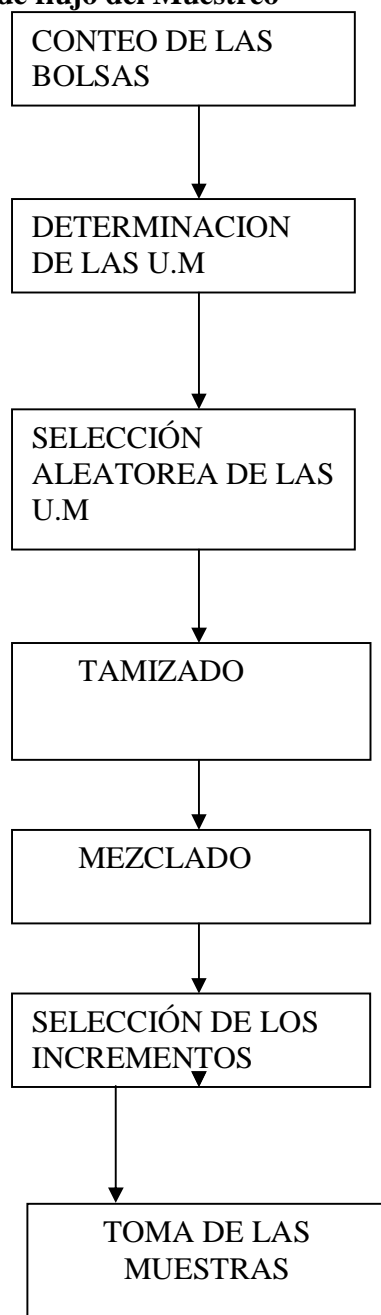 de flujo del Muestreo
CONTEO DE LAS
BOLSAS
DETERMINACION
DE LAS U.M
SELECCIÓN
ALEATOREA DE LAS
U.M
TAMIZADO
MEZCLADO
SELECCIÓN DE LOS
INCREMENTOS
TOMA DE LAS
MUESTRAS